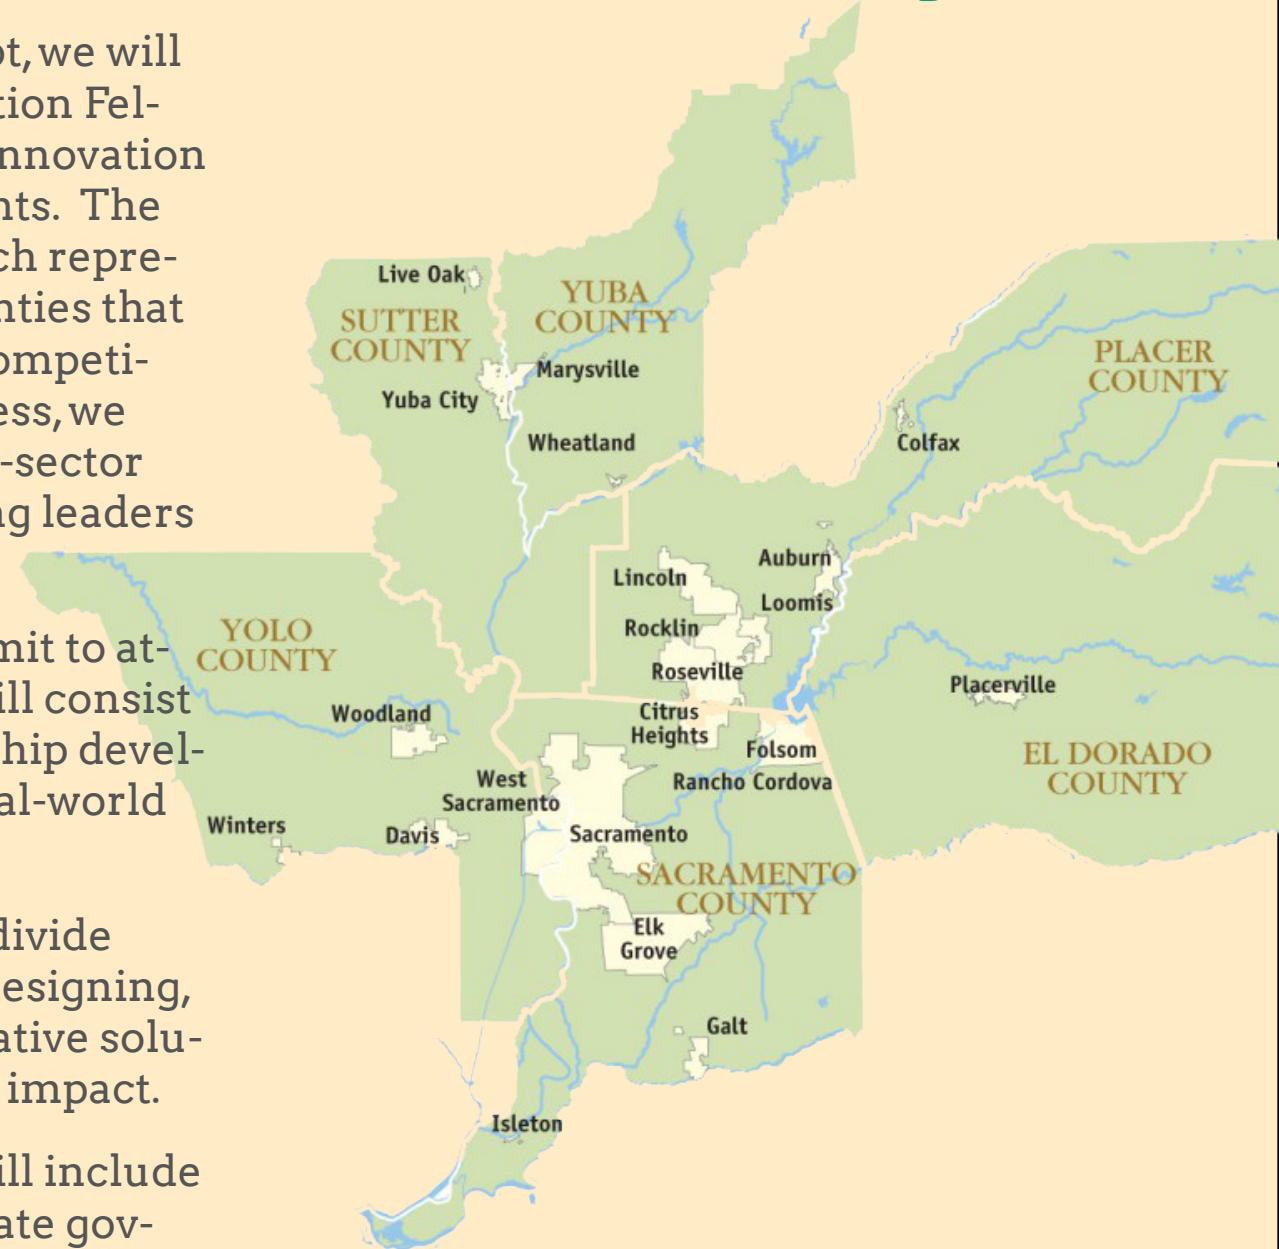 ot, we will
tion Fel-
nnovation
nts. The
ch repre-
nties that
ompeti-
ess, we
-sector
ng leaders
mit to at-
ill consist
ship devel-
al-world
divide
esigning,
ative solu-
impact.
ill include
ate gov-
Live Oak
YUBA
COUNTY
SUTTER
COUNTY
Marysville
Yuba City
Wheatland
PLACER
COUNTY
Colfax
Auburn
Lincoln
Loomis
Rocklin
YOLO
COUNTY
Roseville
Placerville
Woodland
Citrus
Heights
Folsom
EL DORADO
COUNTY
West
Sacramento
Rancho Cordova
Winters
Davis
Sacramento
SACRAMENTO
COUNTY
Elk
Grove
Galt
Isleton